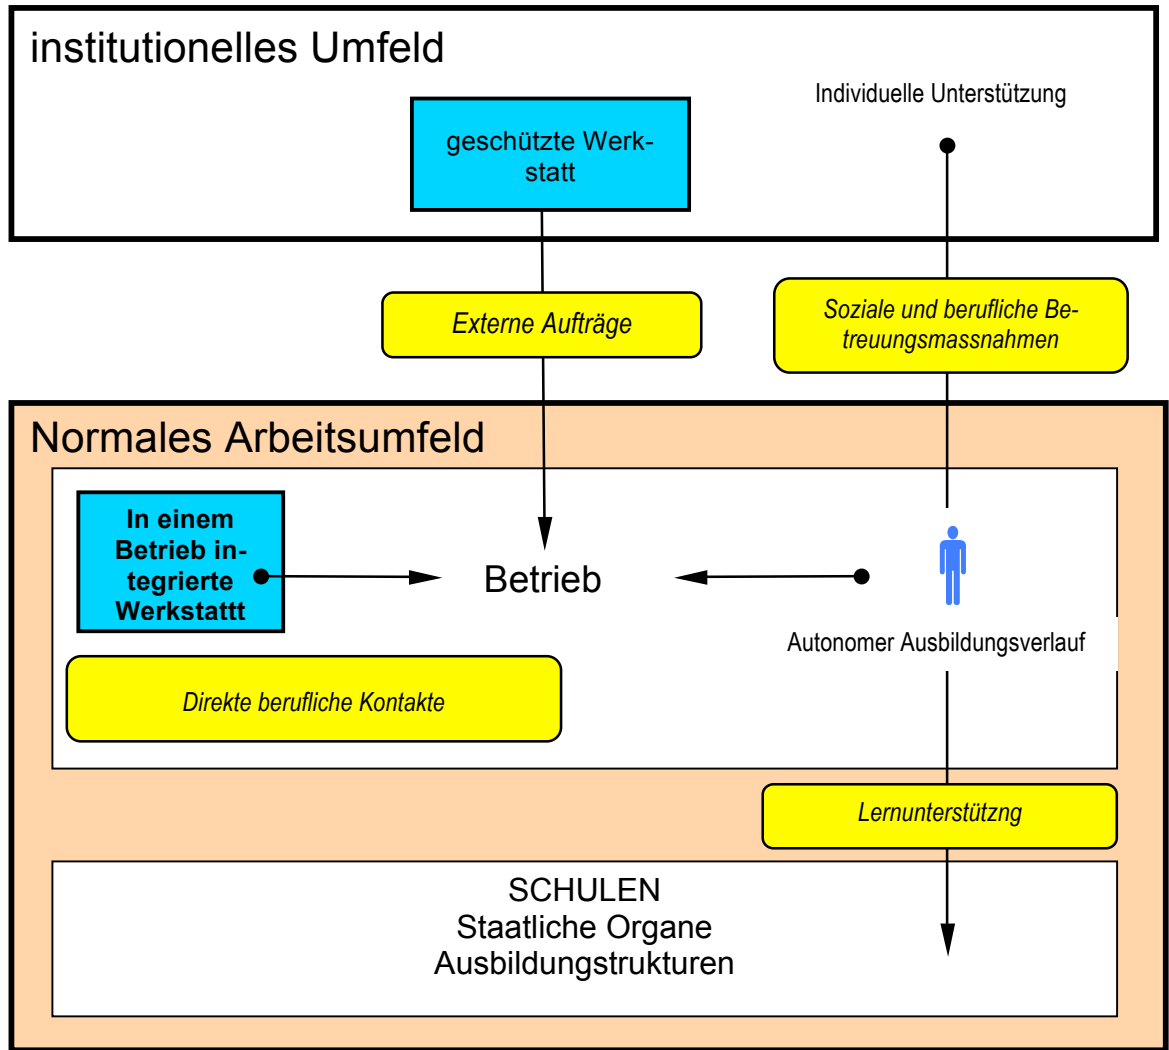 institutionelles Umfeld
Individuelle Unterstützung
geschützte Werk-
statt
Externe Aufträge
Soziale und berufliche Be-
treuungsmassnahmen
Normales Arbeitsumfeld
In einem
Betrieb in-
tegrierte
Werkstattt
Betrieb
Autonomer Ausbildungsverlauf
Direkte berufliche Kontakte
Lernunterstützng
SCHULEN
Staatliche Organe
Ausbildungstrukturen